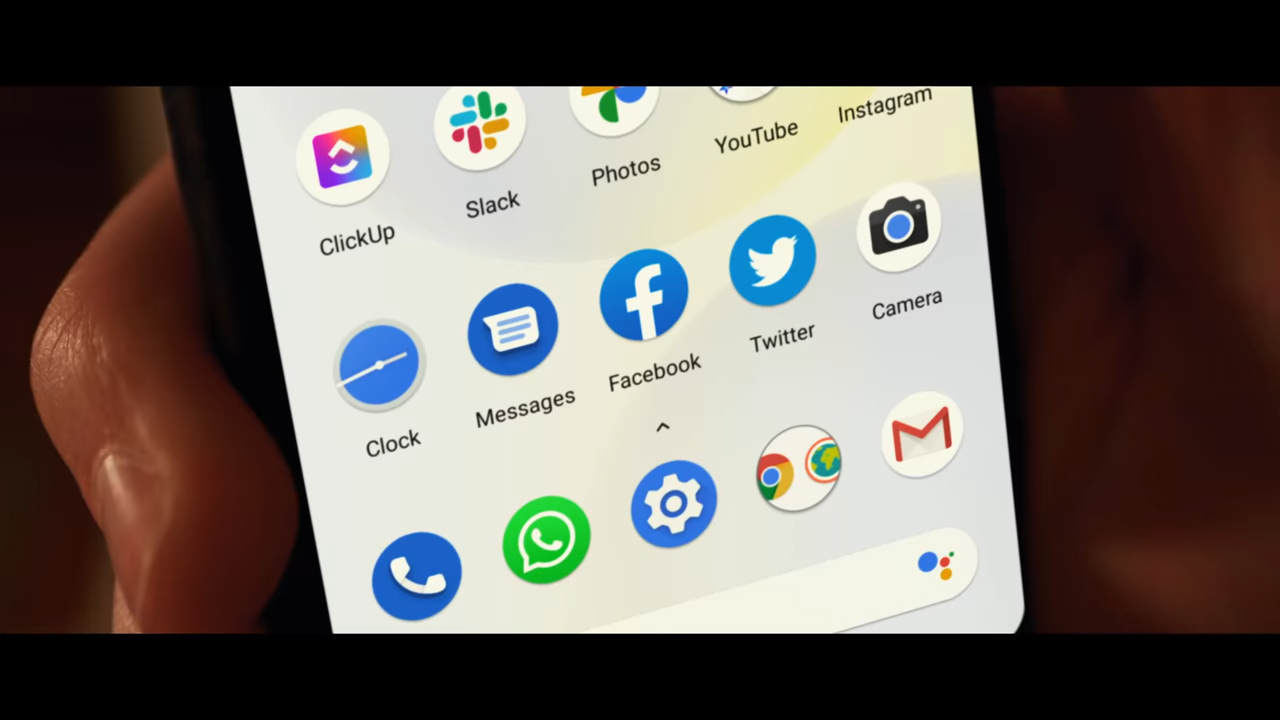 ClickUp
Slack
Photos
YouTube
Instagram
Clock
Messages
Facebook
Twitter
Camera